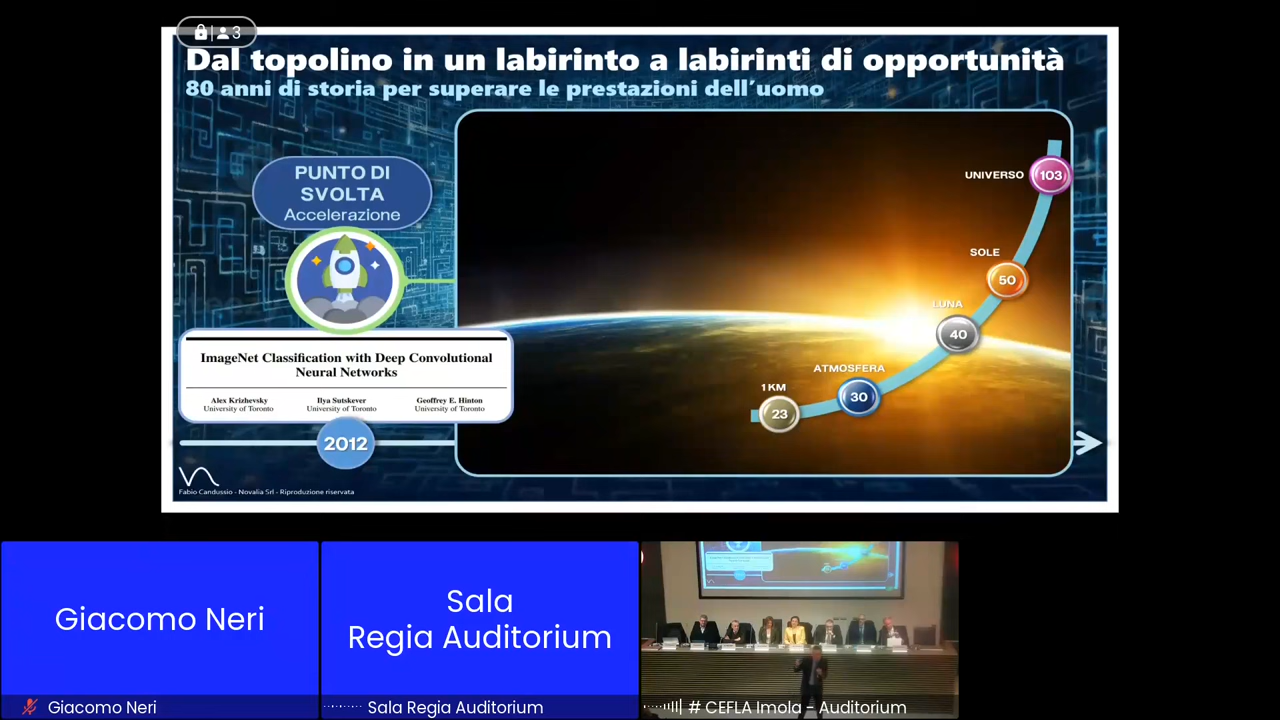 3
Dal topolino in un labirinto a labirinti di opportunità
80 anni di storia per superare le prestazioni dell'uomo
PUNTO DI
SVOLTA
Accelerazione
ImageNet Classification with Deep Convolutional
Neural Networks
Alex Krizhevsky
University of Toronto
Ilya Sutskever
University of Toronto
Geoffrey E. Hinton
University of Toronto
2012
UNIVERSO
103
SOLE
50
LUNA
40
ATMOSFERA
30
1 KM
23
Fabio Candussio - Novalia Srl - Riproduzione riservata
Giacomo Neri
Sala
Regia Auditorium
Giacomo Neri
Sala Regia Auditorium
# CEFLA Imola - Auditorium